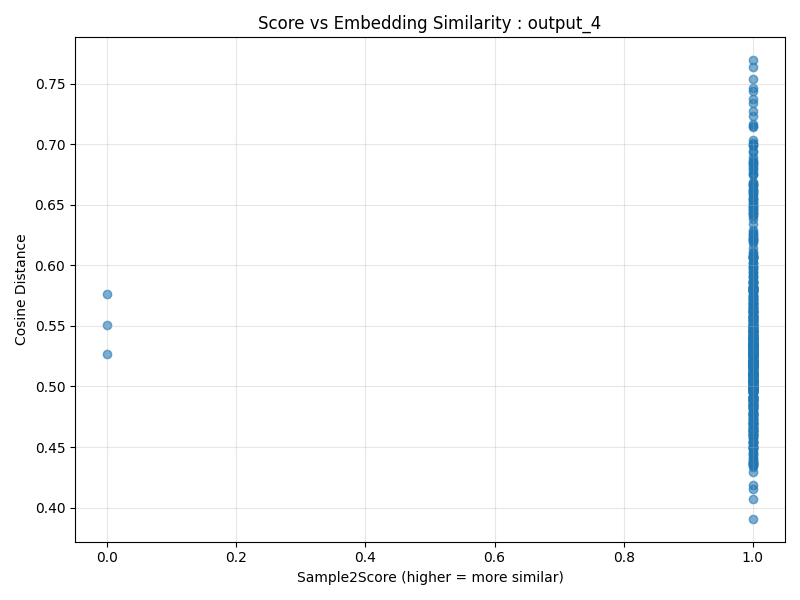 Score vs Embedding Similarity : output_4
Cosine Distance
0.75
0.70
0.65
0.60
0.55
0.50
0.45
0.40
0.0 0.2 0.4 0.6 0.8 1.0
Sample2Score (higher = more similar)